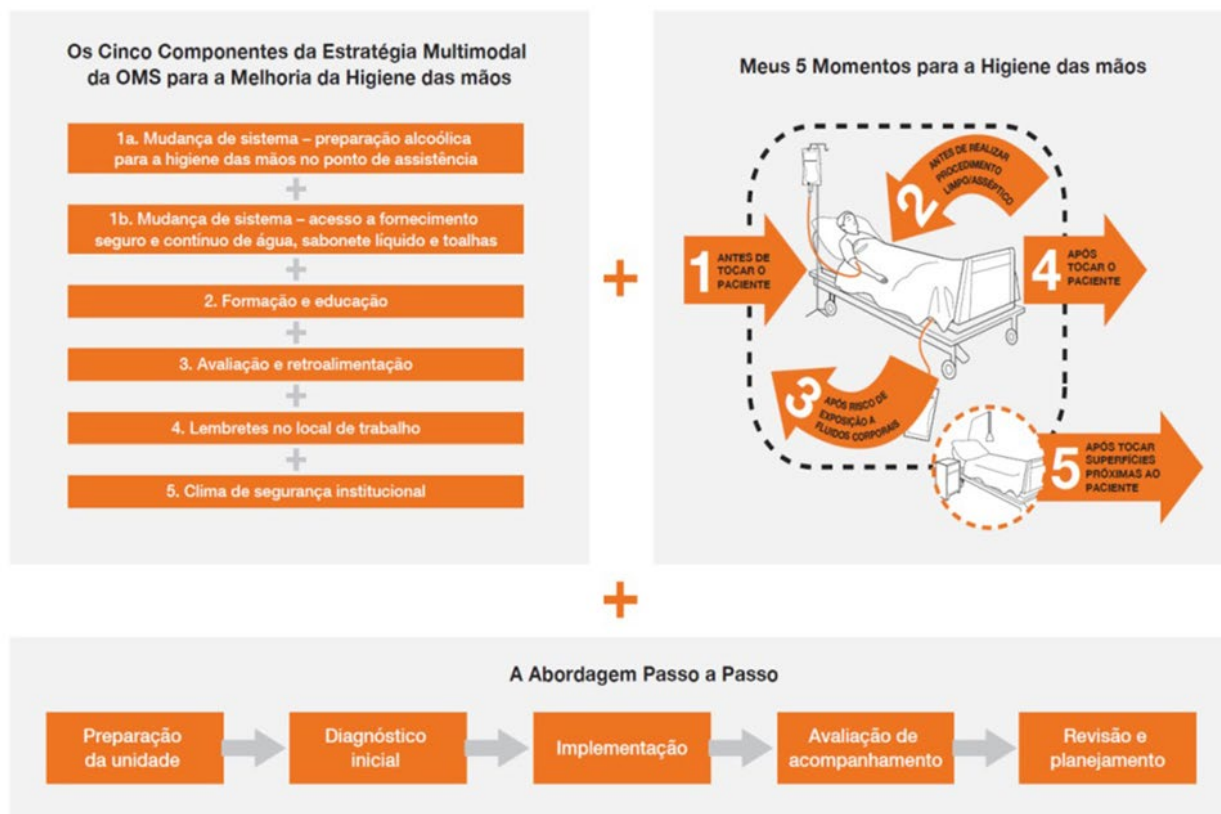 Os Cinco Componentes da Estratégia Multimodal
da OMS para a Melhoria da Higiene das mãos
1a. Mudança de sistema – preparação alcoólica
para a higiene das mãos no ponto de assistência
+
1b. Mudança de sistema – acesso a fornecimento
seguro e contínuo de água, sabonete líquido e toalhas
+
2. Formação e educação
+
3. Avaliação e retroalimentação
+
4. Lembretes no local de trabalho
+
5. Clima de segurança institucional
+
Meus 5 Momentos para a Higiene das mãos
1
ANTES DE
TOCAR O
PACIENTE
2
ANTES DE REALIZAR
PROCEDIMENTO
LIMPO/ASSÉPTICO
3
APÓS RISCO DE
EXPOSIÇÃO A
FLUIDOS CORPORAIS
4
APÓS
TOCAR O
PACIENTE
5
APÓS TOCAR
SUPERFÍCIES
PRÓXIMAS AO
PACIENTE
+
A Abordagem Passo a Passo
Preparação
da unidade
Diagnóstico
inicial
Implementação
Avaliação de
acompanhamento
Revisão e
planejamento